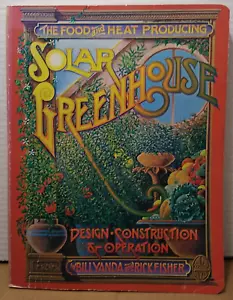 THE FOOD and HEAT PRODUCING
SOLAR
GREENHOUSE
DESIGN • CONSTRUCTION
& OPERATION
BILL YANDA and RICK FISHER